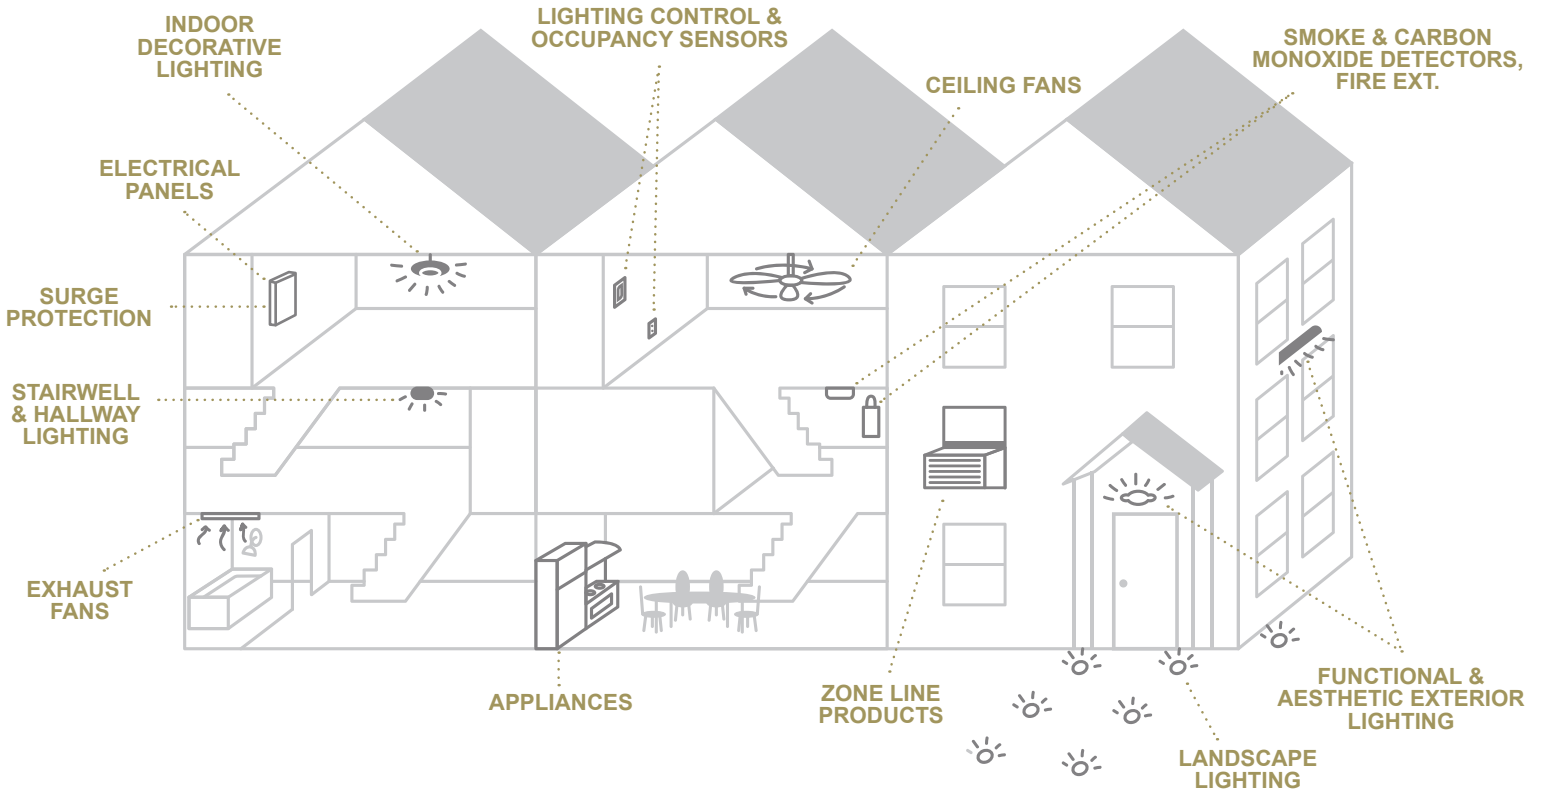 INDOOR
DECORATIVE
LIGHTING
LIGHTING CONTROL &
OCCUPANCY SENSORS
CEILING FANS
SMOKE & CARBON
MONOXIDE DETECTORS,
FIRE EXT.
ELECTRICAL
PANELS
SURGE
PROTECTION
STAIRWELL
& HALLWAY
LIGHTING
EXHAUST
FANS
APPLIANCES
ZONE LINE
PRODUCTS
FUNCTIONAL &
AESTHETIC EXTERIOR
LIGHTING
LANDSCAPE
LIGHTING